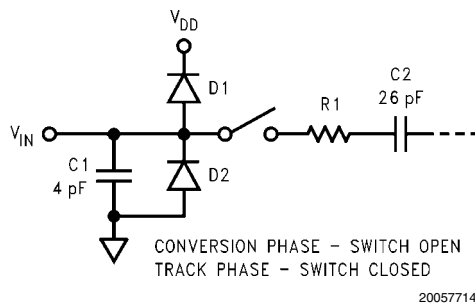 VDD
D1
C2
26 pF
R1
VIN
C1
4 pF
D2
CONVERSION PHASE – SWITCH OPEN
TRACK PHASE – SWITCH CLOSED
20057714